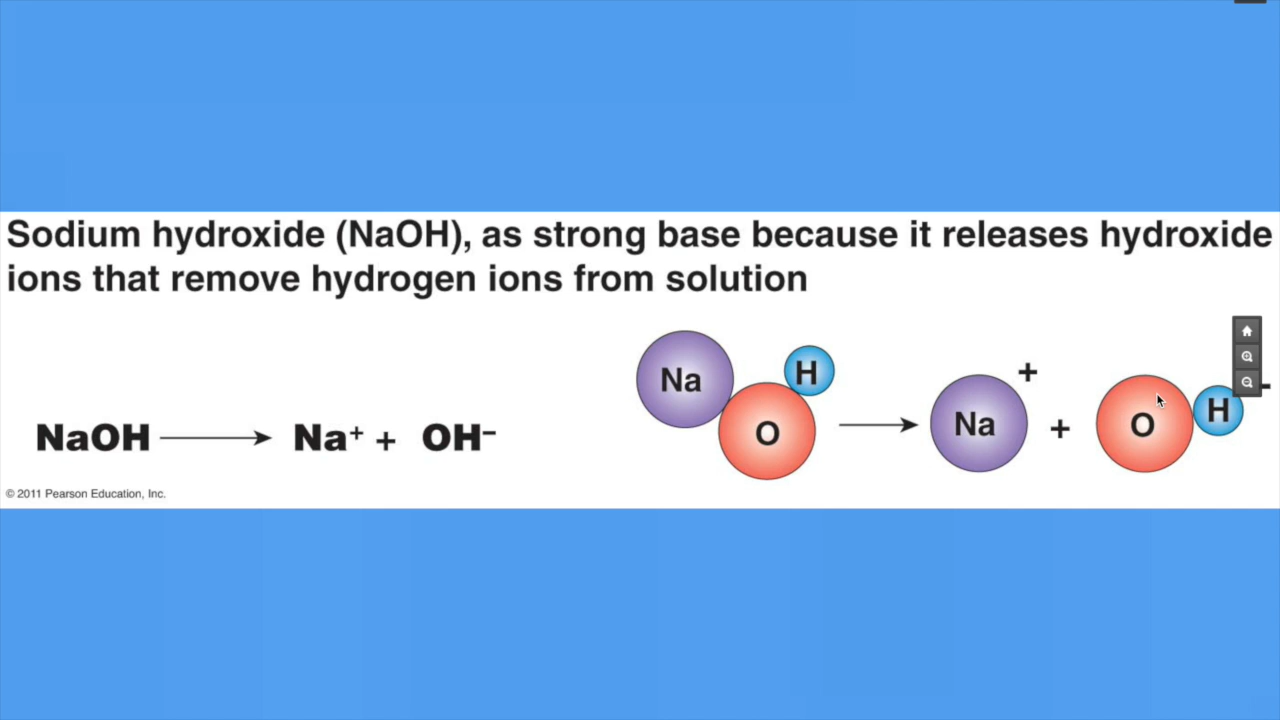 Sodium hydroxide (NaOH), as strong base because it releases hydroxide
ions that remove hydrogen ions from solution
Na O H → Na + + O H -
NaOH → Na⁺ + OH⁻
© 2011 Pearson Education, Inc.